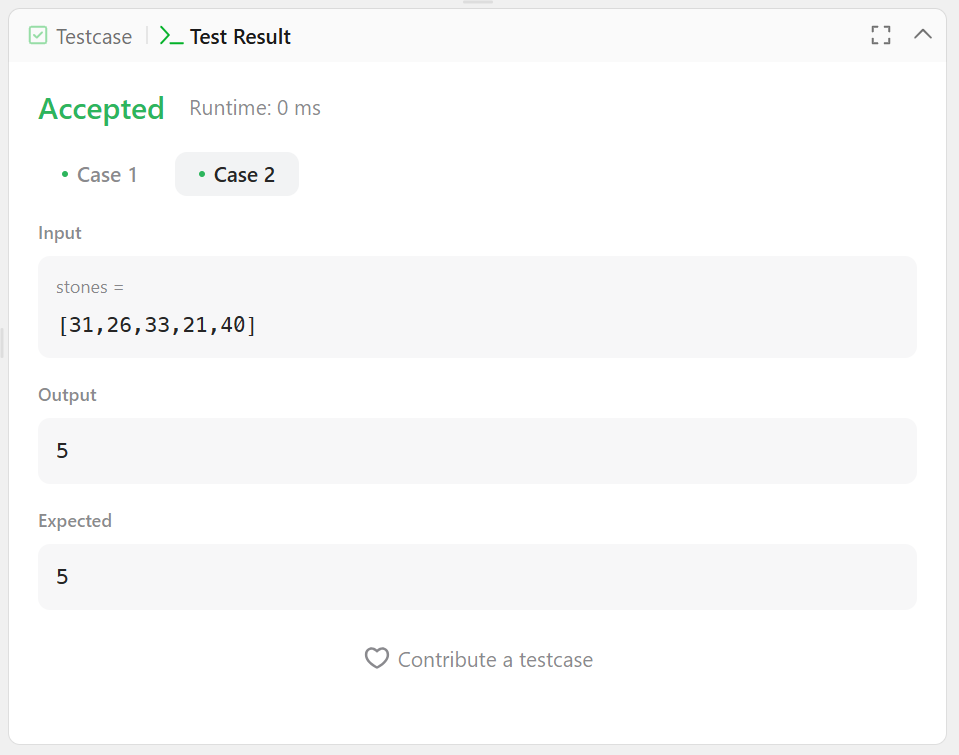 Testcase
Test Result
Accepted Runtime: 0 ms
Case 1 Case 2
Input
stones =
[31,26,33,21,40]
Output
5
Expected
5
Contribute a testcase